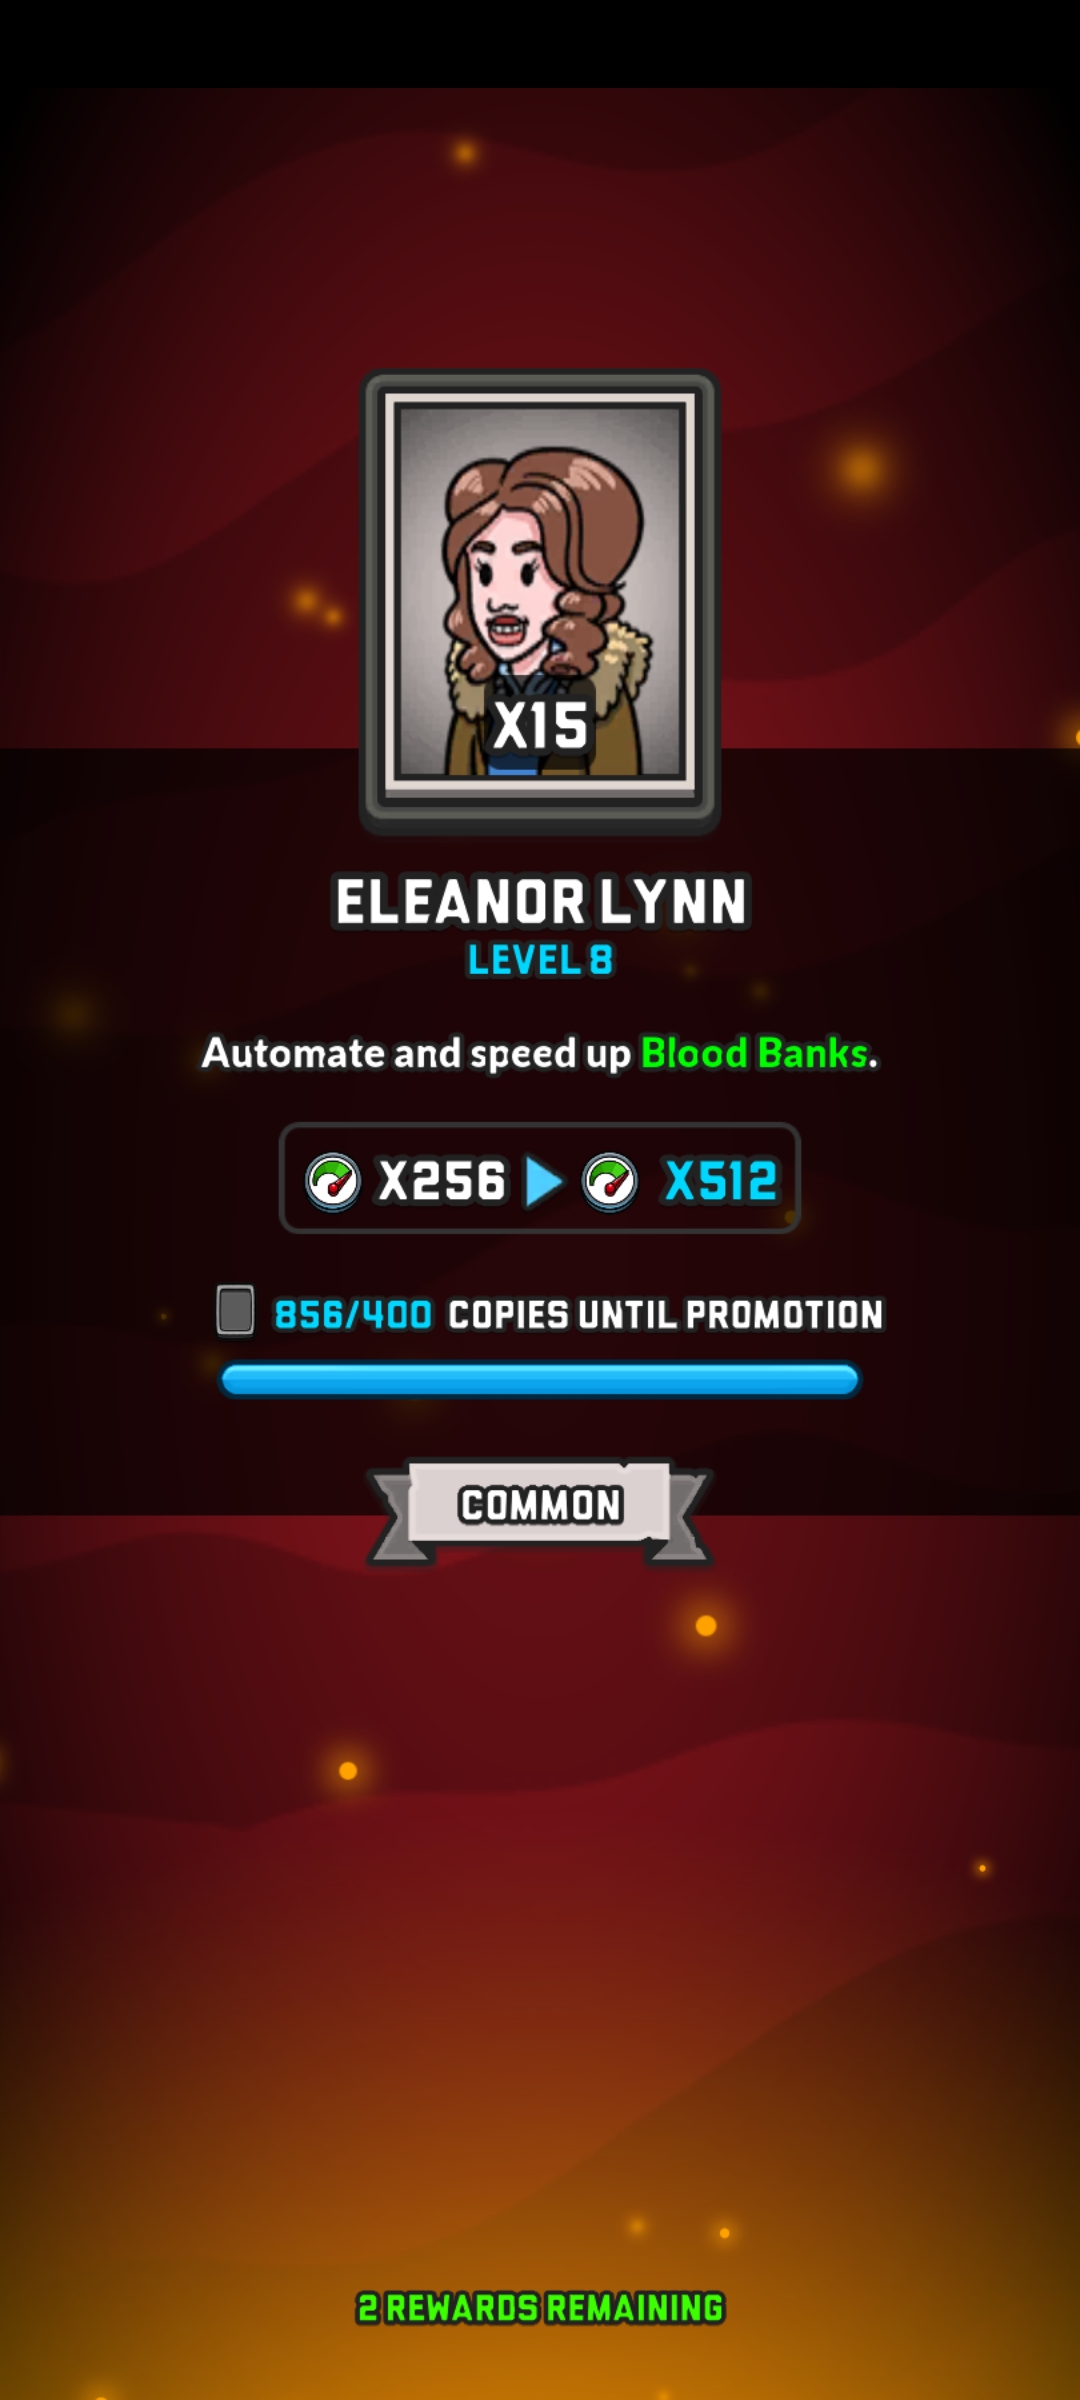 X15
ELEANOR LYNN
LEVEL 8
Automate and speed up Blood Banks.
X256 X512
856/400 COPIES UNTIL PROMOTION
COMMON
2 REWARDS REMAINING